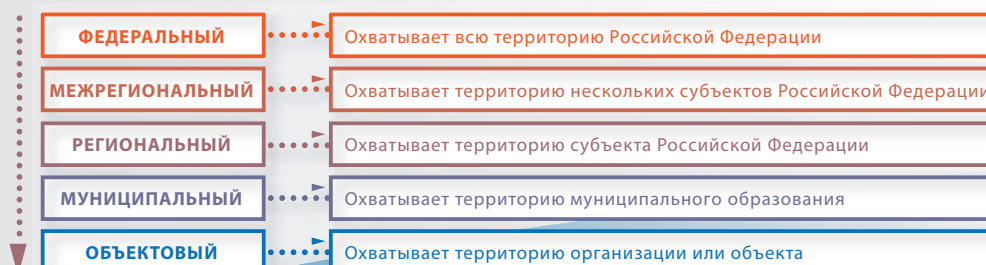 ФЕДЕРАЛЬНЫЙ Охватывает всю территорию Российской Федерации
МЕЖРЕГИОНАЛЬНЫЙ Охватывает территорию нескольких субъектов Российской Федерации
РЕГИОНАЛЬНЫЙ Охватывает территорию субъекта Российской Федерации
МУНИЦИПАЛЬНЫЙ Охватывает территорию муниципального образования
ОБЪЕКТОВЫЙ Охватывает территорию организации или объекта